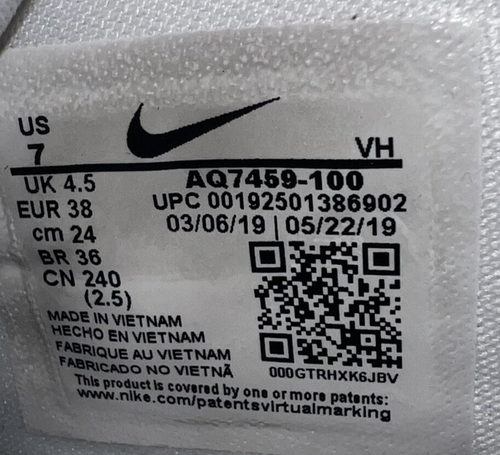 US
7 VH
UK 4.5 AQ7459-100
EUR 38 UPC 00192501386902
cm 24 03/06/19 | 05/22/19
BR 36
CN 240
(2.5)
MADE IN VIETNAM
HECHO EN VIETNAM
FABRIQUE AU VIETNAM
FABRICADO NO VIETNÃ
000GTRHXK6JBV
This product is covered by one or more patents:
www.nike.com/patentsvirtualmarking